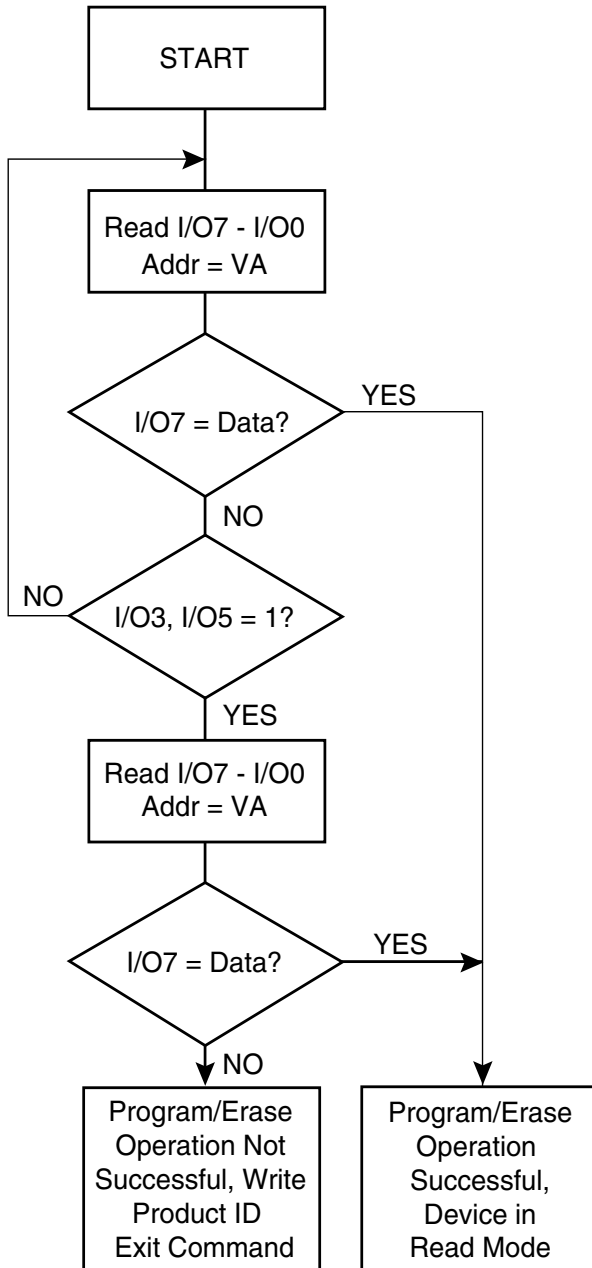 START
Read I/O7 - I/O0
Addr = VA
I/O7 = Data?
YES
NO
I/O3, I/O5 = 1?
NO
YES
Read I/O7 - I/O0
Addr = VA
I/O7 = Data?
YES
NO
Program/Erase
Operation Not
Successful, Write
Product ID
Exit Command
Program/Erase
Operation
Successful,
Device in
Read Mode